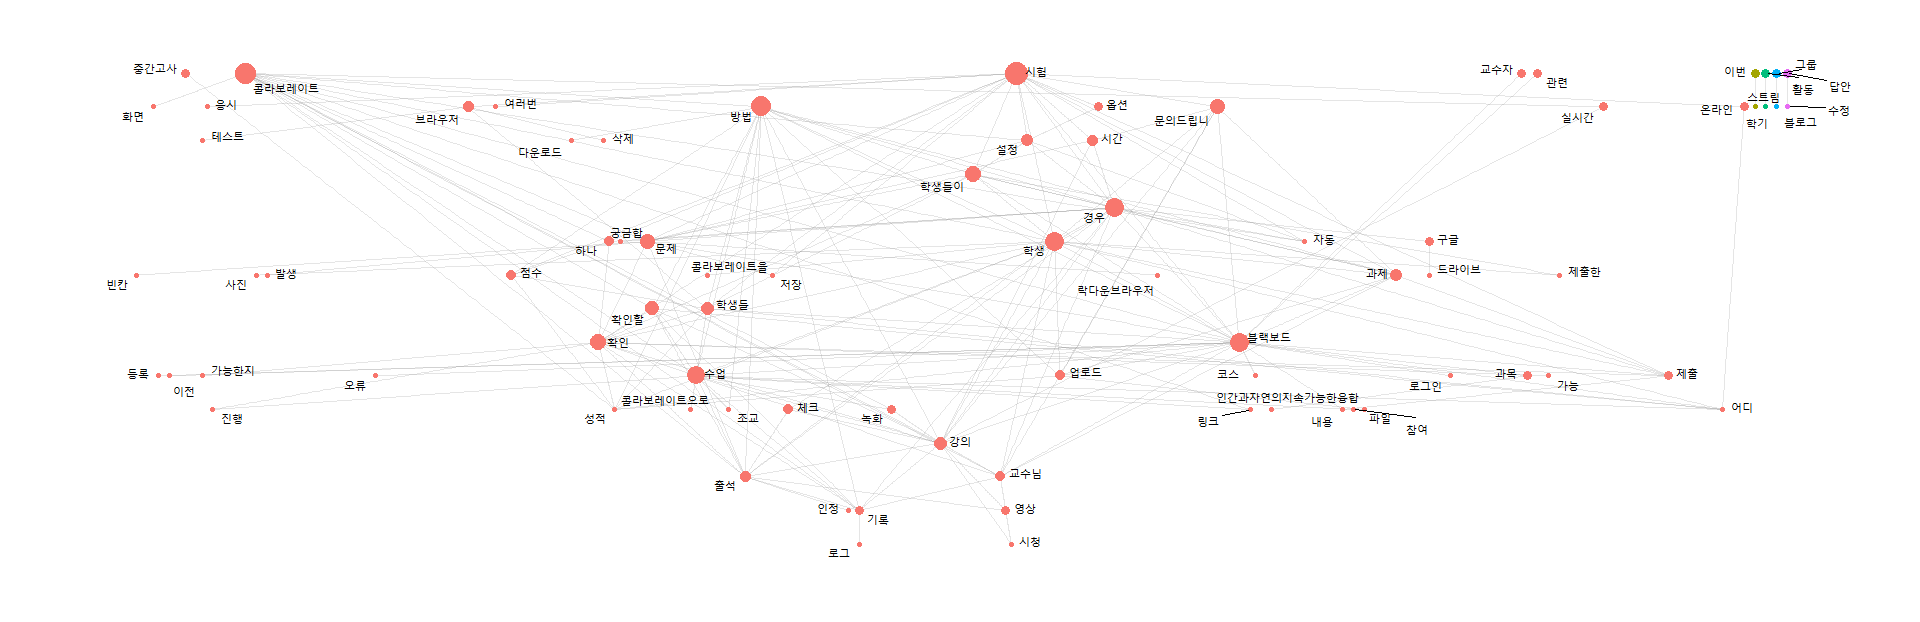 중간고사
콜라보레이트
시험
교수자
관련
이번
그룹
답안
활동
스트림
화면
응시
브라우저
여러번
방법
옵션
문의드립니
실시간
온라인
학기
블로그
수정
테스트
다운로드
삭제
설정
시간
학생들이
경우
하나
궁금합
문제
학생
자동
구글
빈칸
사진
발생
점수
콜라보레이트을
저장
락다운브라우저
과제
드라이브
제출한
확인할
학생들
확인
블랙보드
등록
이전
가능한지
오류
수업
업로드
코스
로그인
과목
가능
제출
진행
성적
콜라보레이트으로
조교
체크
녹화
인간과자연의지속가능한융합
링크
내용
파일
참여
어디
강의
출석
교수님
인정
기록
영상
로그
시청